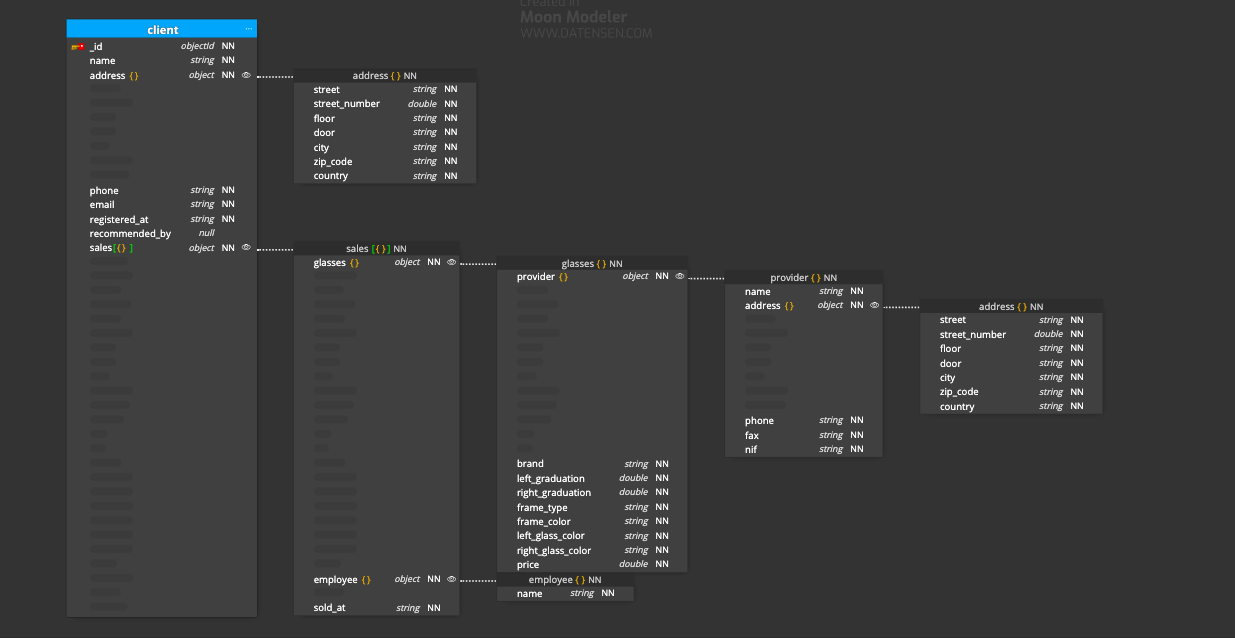 Created in
Moon Modeler
WWW.DATENSEN.COM
client ...
_id objectId NN
name string NN
address {} object NN
address {} NN
street string NN
street_number double NN
floor string NN
door string NN
city string NN
zip_code string NN
country string NN
phone string NN
email string NN
registered_at string NN
recommended_by null
sales[{} ] object NN
sales [{}] NN
glasses {} object NN
glasses {} NN
provider {} object NN
provider {} NN
name string NN
address {} object NN
address {} NN
street string NN
street_number double NN
floor string NN
door string NN
city string NN
zip_code string NN
country string NN
phone string NN
fax string NN
nif string NN
brand string NN
left_graduation double NN
right_graduation double NN
frame_type string NN
frame_color string NN
left_glass_color string NN
right_glass_color string NN
price double NN
employee {} object NN
employee {} NN
name string NN
sold_at string NN